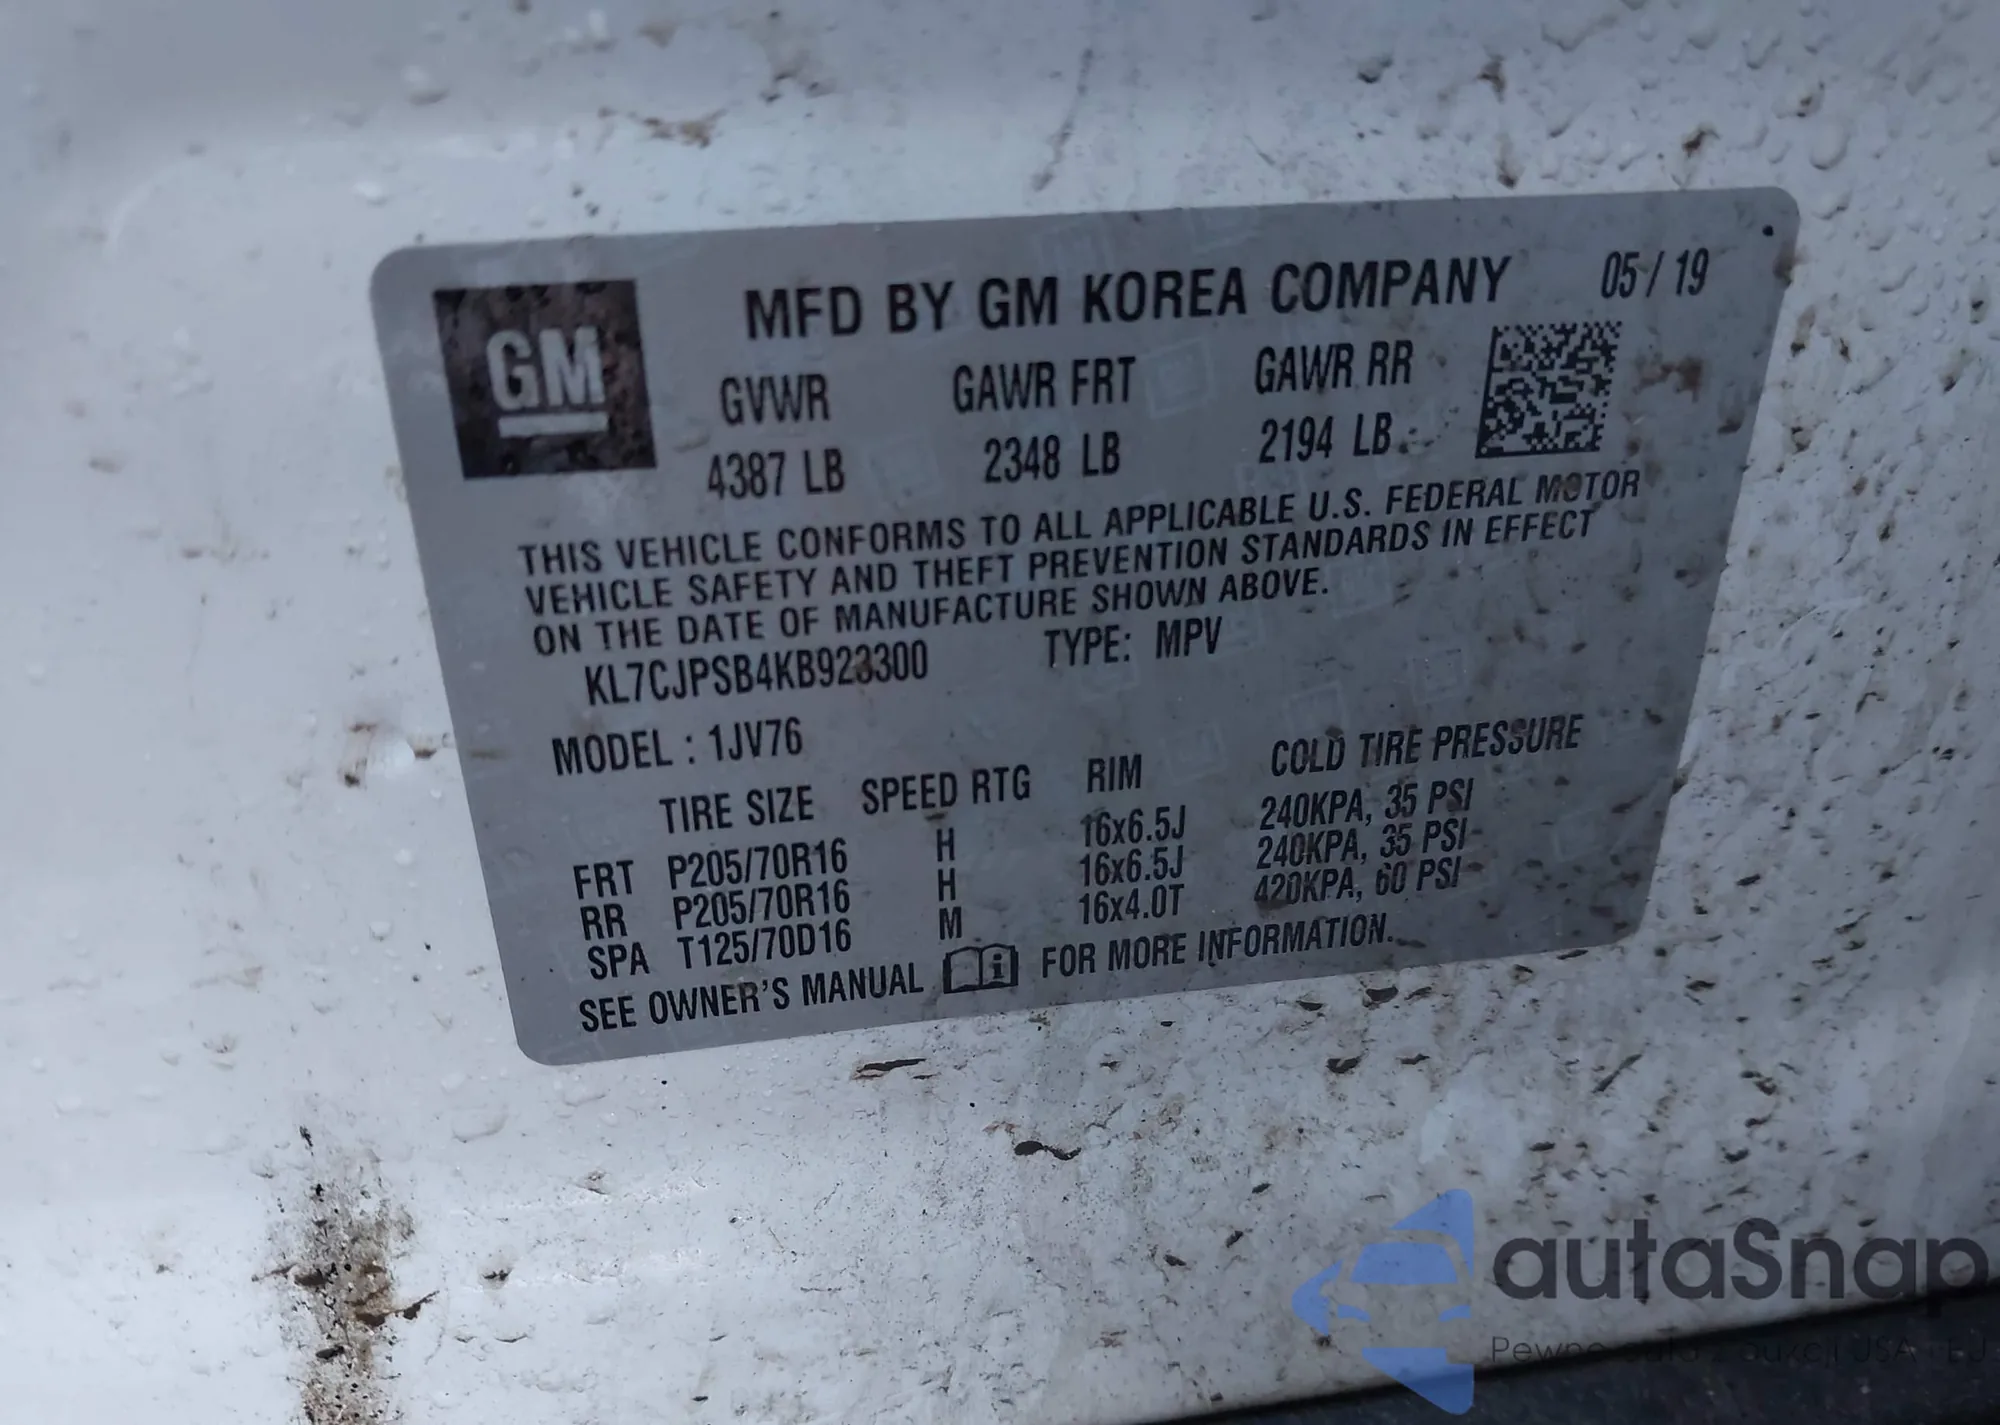 MFD BY GM KOREA COMPANY 05 / 19
GM
GVWR GAWR FRT GAWR RR
4387 LB 2348 LB 2194 LB
THIS VEHICLE CONFORMS TO ALL APPLICABLE U.S. FEDERAL MOTOR
VEHICLE SAFETY AND THEFT PREVENTION STANDARDS IN EFFECT
ON THE DATE OF MANUFACTURE SHOWN ABOVE.
KL7CJPSB4KB923300 TYPE: MPV
MODEL : 1JV76
TIRE SIZE SPEED RTG RIM COLD TIRE PRESSURE
FRT P205/70R16 H 16x6.5J 240KPA, 35 PSI
RR P205/70R16 H 16x6.5J 240KPA, 35 PSI
SPA T125/70D16 M 16x4.0T 420KPA, 60 PSI
SEE OWNER'S MANUAL FOR MORE INFORMATION.
autaSnap